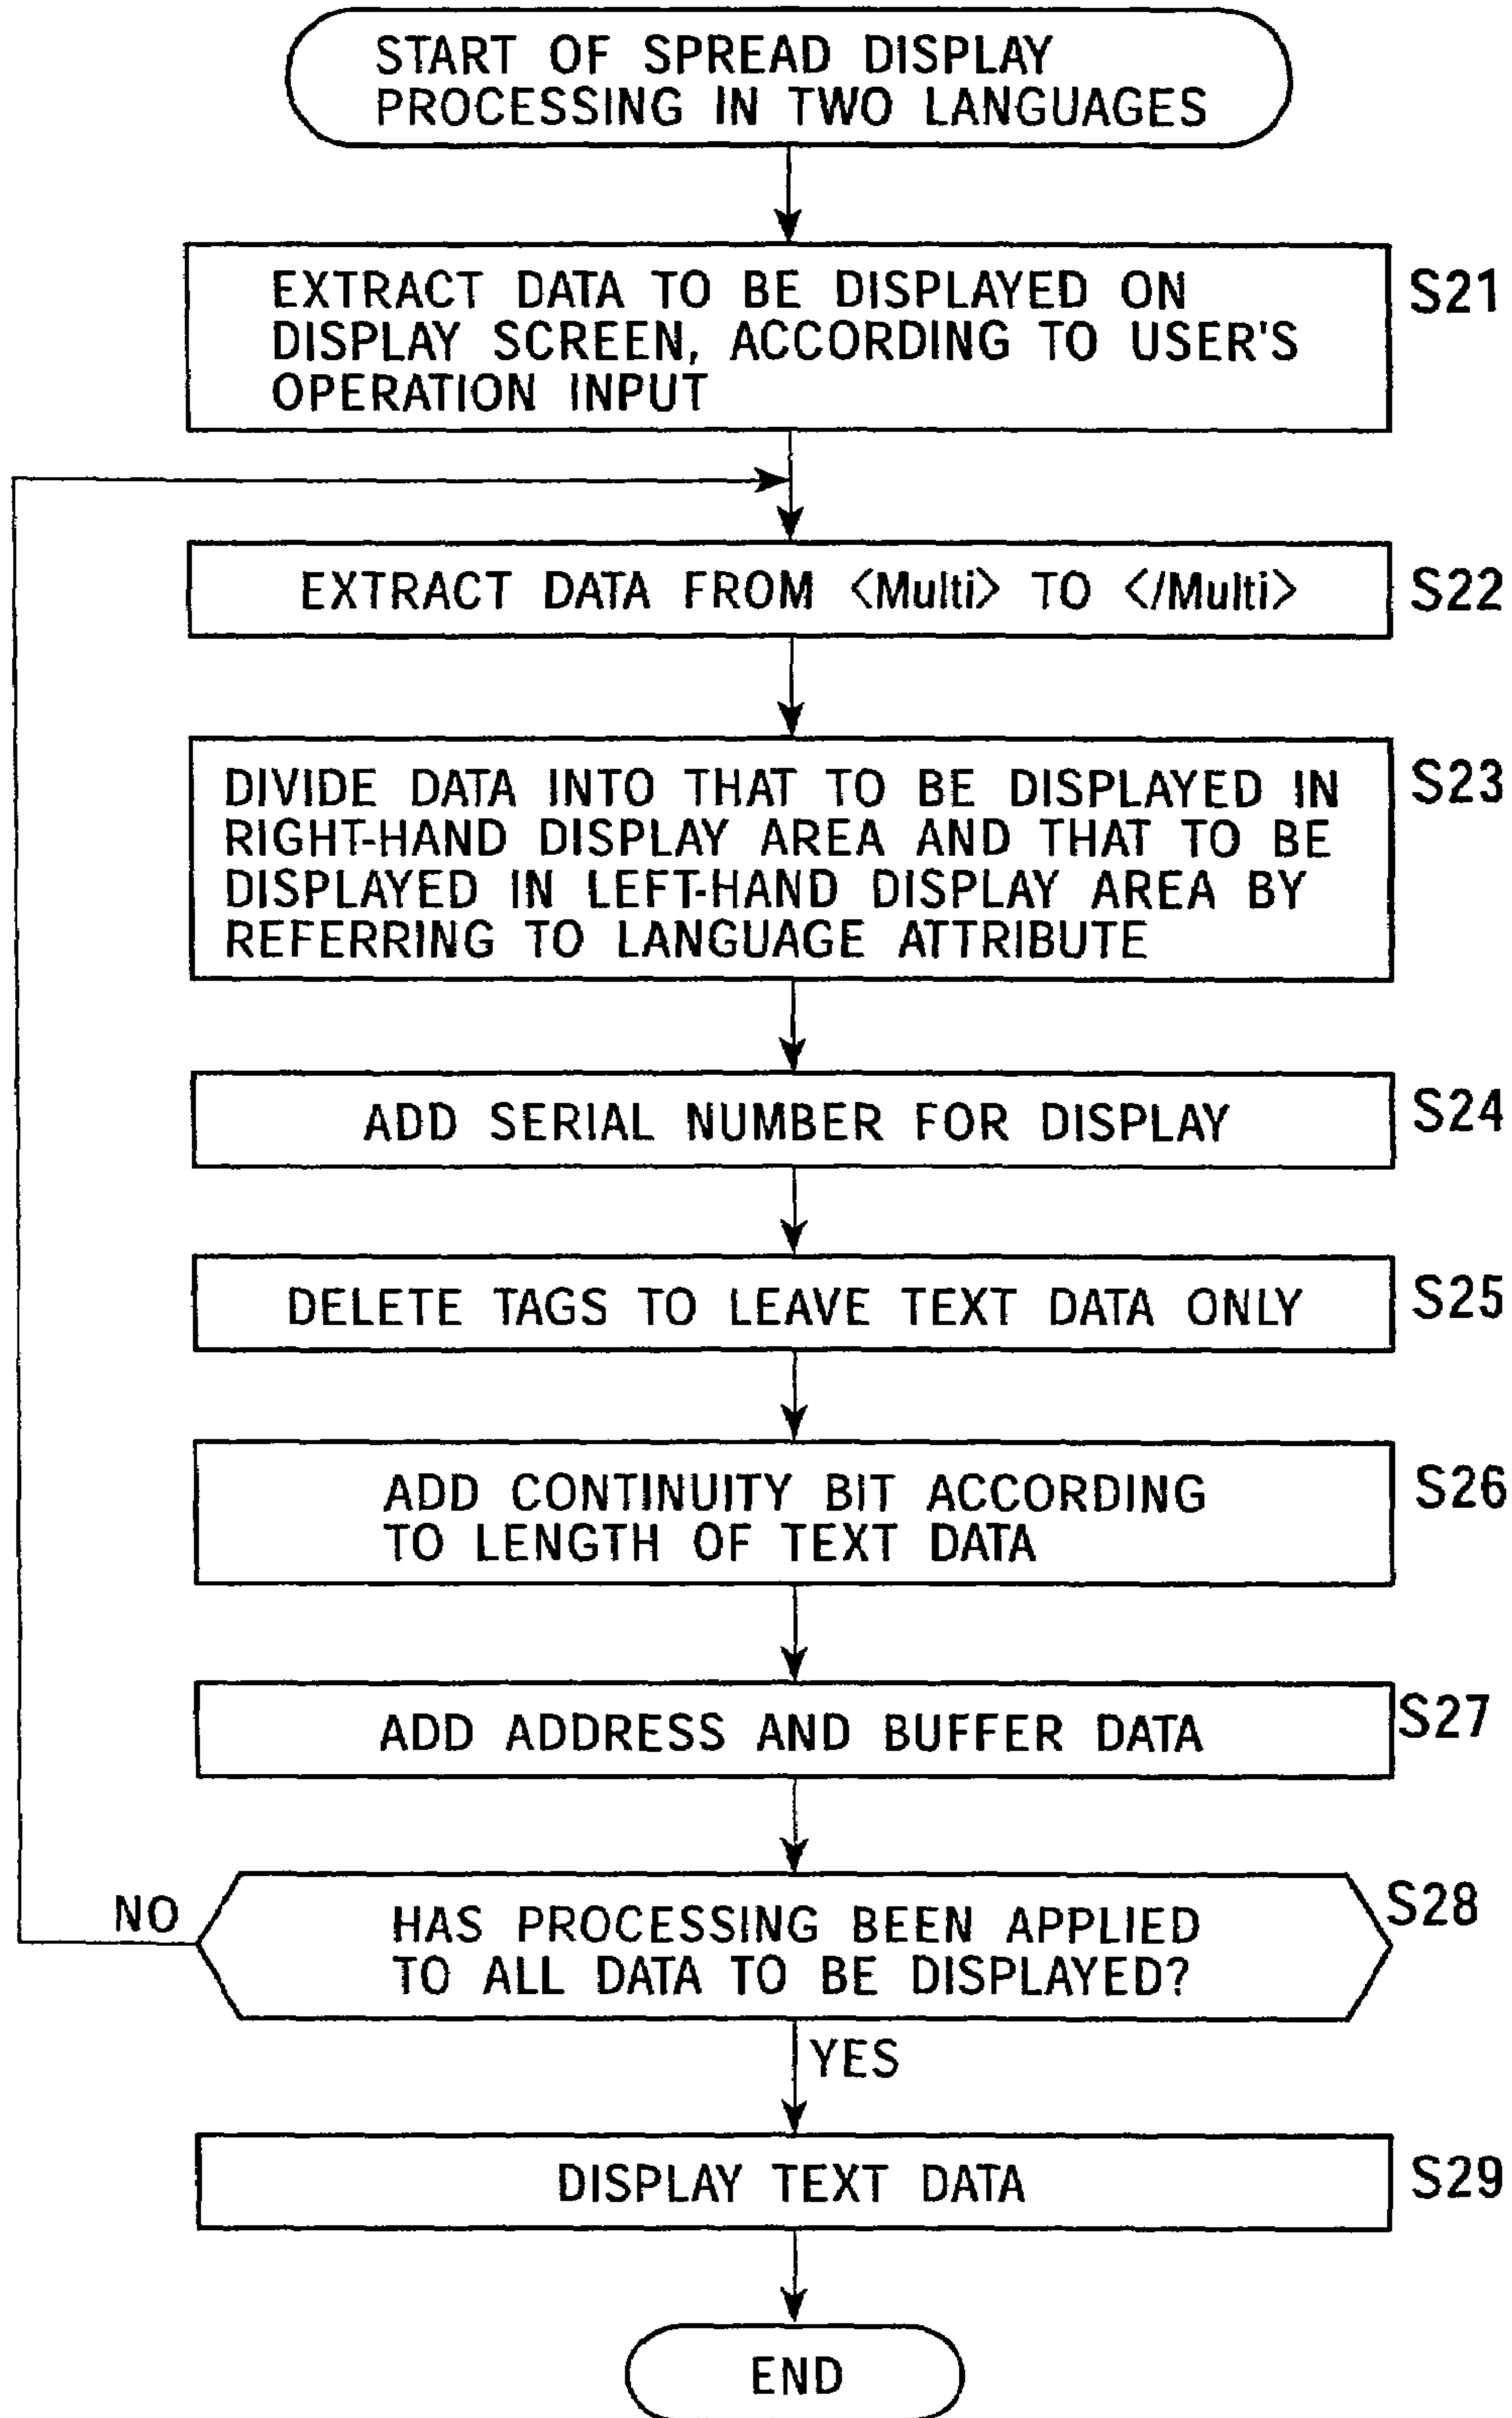 START OF SPREAD DISPLAY
PROCESSING IN TWO LANGUAGES
EXTRACT DATA TO BE DISPLAYED ON
DISPLAY SCREEN, ACCORDING TO USER'S
OPERATION INPUT
S21
EXTRACT DATA FROM <Multi> TO </Multi>
S22
DIVIDE DATA INTO THAT TO BE DISPLAYED IN
RIGHT-HAND DISPLAY AREA AND THAT TO BE
DISPLAYED IN LEFT-HAND DISPLAY AREA BY
REFERRING TO LANGUAGE ATTRIBUTE
S23
ADD SERIAL NUMBER FOR DISPLAY
S24
DELETE TAGS TO LEAVE TEXT DATA ONLY
S25
ADD CONTINUITY BIT ACCORDING
TO LENGTH OF TEXT DATA
S26
ADD ADDRESS AND BUFFER DATA
S27
HAS PROCESSING BEEN APPLIED
TO ALL DATA TO BE DISPLAYED?
S28
NO
YES
DISPLAY TEXT DATA
S29
END